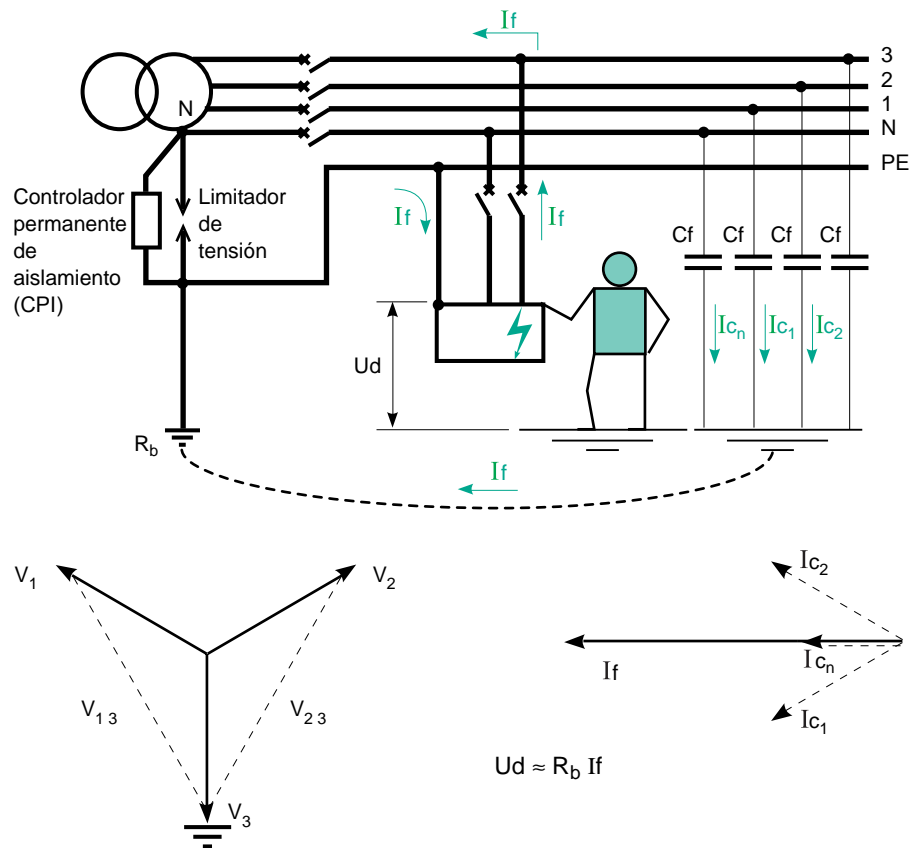 If
3
2
1
N
N
PE
Controlador
permanente
de
aislamiento
(CPI)
Limitador
de
tensión
If
If
Cf
Cf
Cf
Icn
Ic1
Ic2
Ud
Rb
If
V1
V2
V1 3
V2 3
V3
Ic2
If
Icn
Ic1
Ud ≈ Rb If